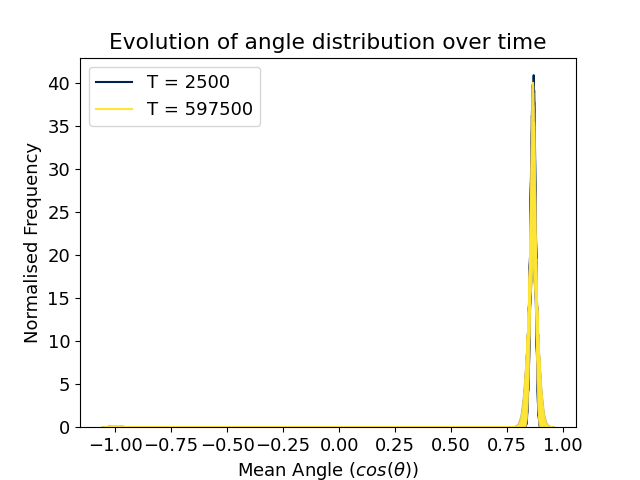 Evolution of angle distribution over time
T = 2500
T = 597500
Normalised Frequency
40
35
30
25
20
15
10
5
0
−1.00 −0.75 −0.50 −0.25 0.00 0.25 0.50 0.75 1.00
Mean Angle (cos(θ))